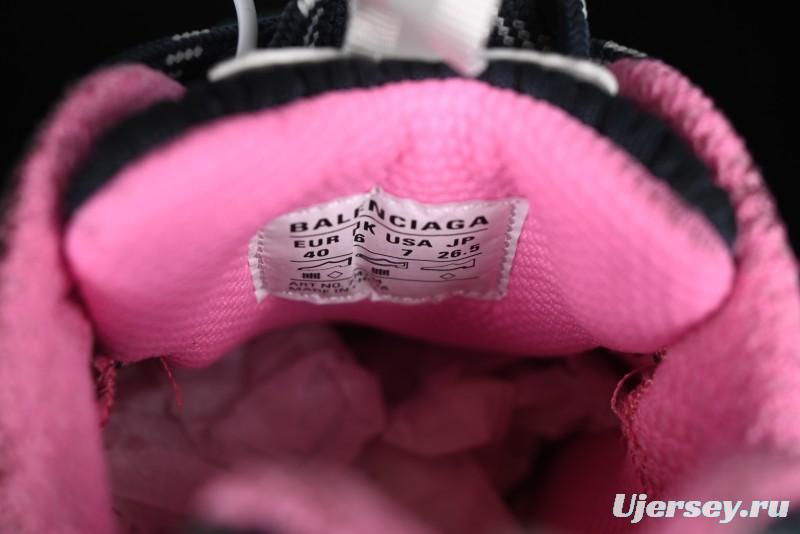 BALENCIAGA
EUR UK USA JP
40 6 7 26.5
ART NO.
MADE IN
Ujersey.ru